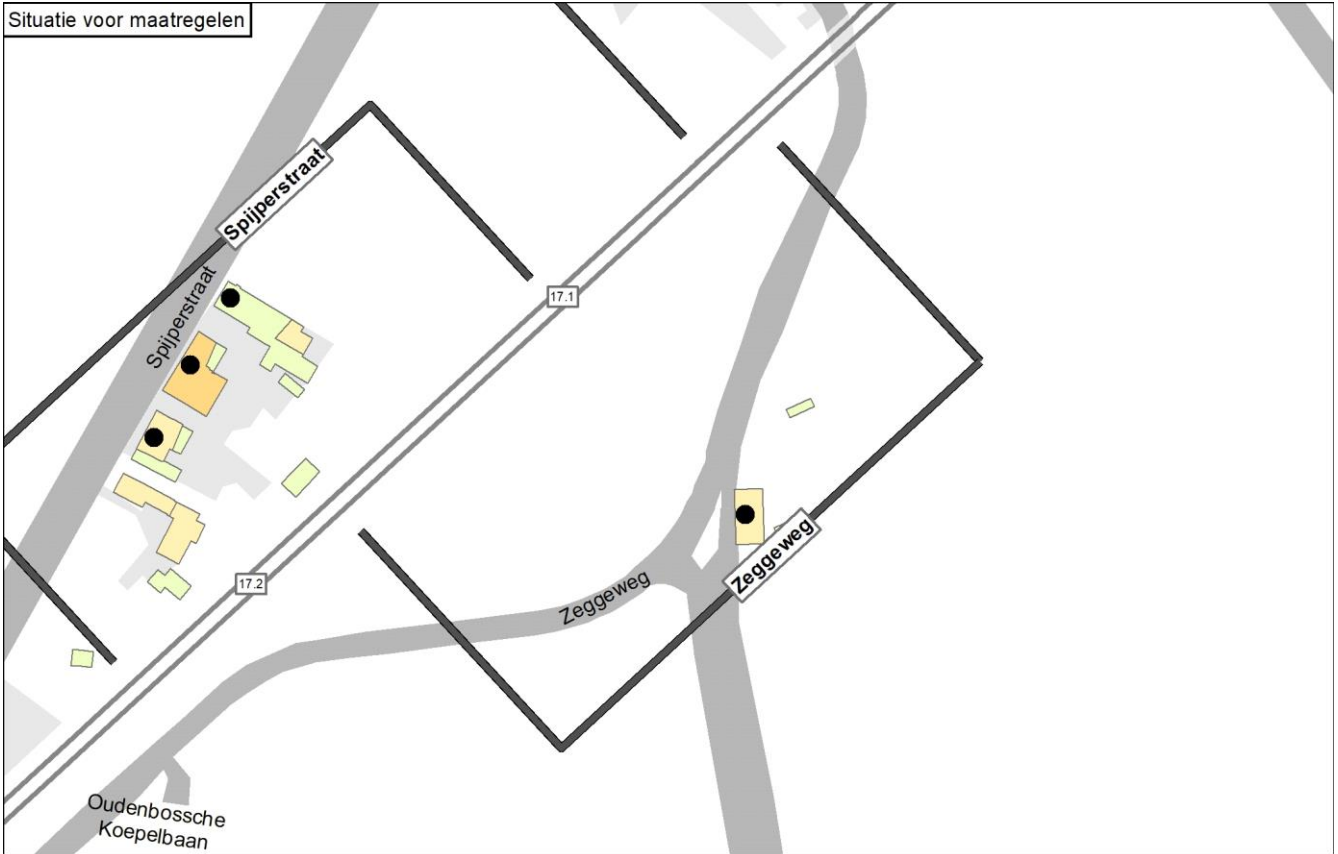 Situatie voor maatregelen
Spijperstraat
Spijperstraat
17.1
17.2
Zeggeweg
Zeggeweg
Oudenbossche
Koepelbaan